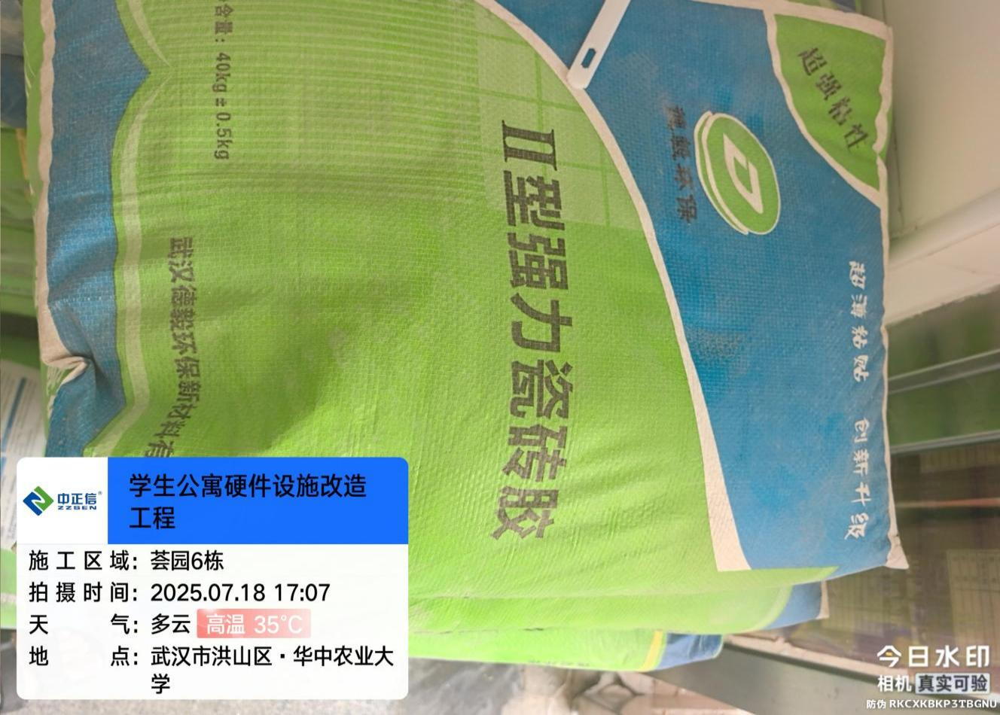 超强粘性
德毅环保
超薄粘贴 创新升级
II型强力瓷砖胶
含量：40kg±0.5kg
武汉德毅环保新材料有
中正信®
ZZSEN
学生公寓硬件设施改造
工程
施工区域：荟园6栋
拍摄时间：2025.07.18 17:07
天气：多云 高温 35°C
地点：武汉市洪山区·华中农业大
学
今日水印
相机 真实可验
防伪 RKCXKBKP3TBGNU